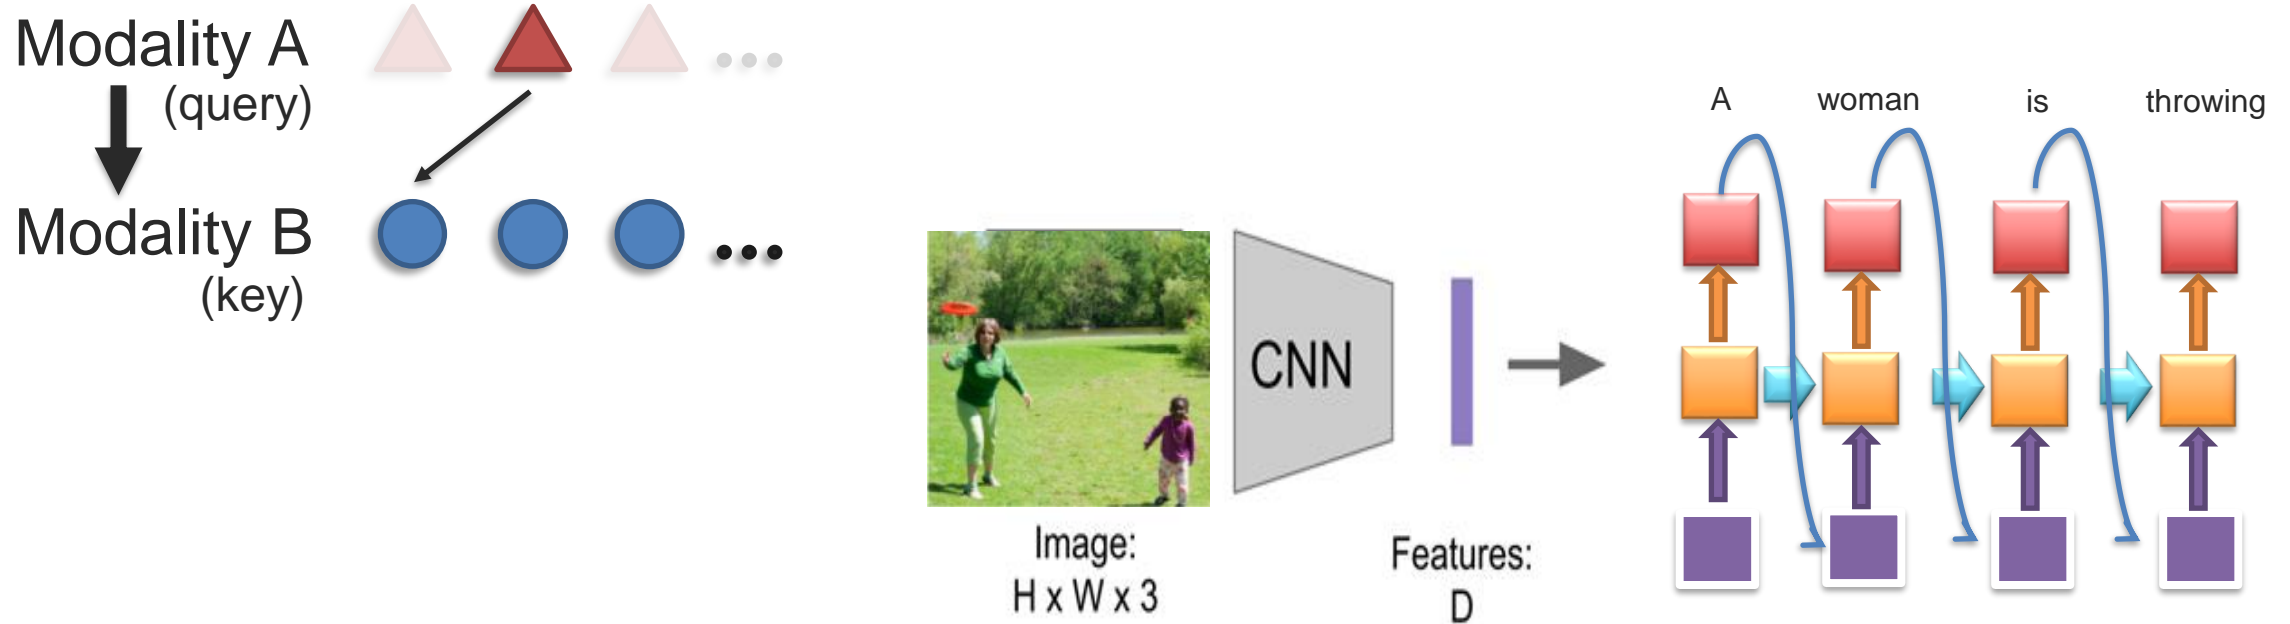 Modality A
(query)
Modality B
(key)
CNN
Image:
H x W x 3
Features:
D
A woman is throwing